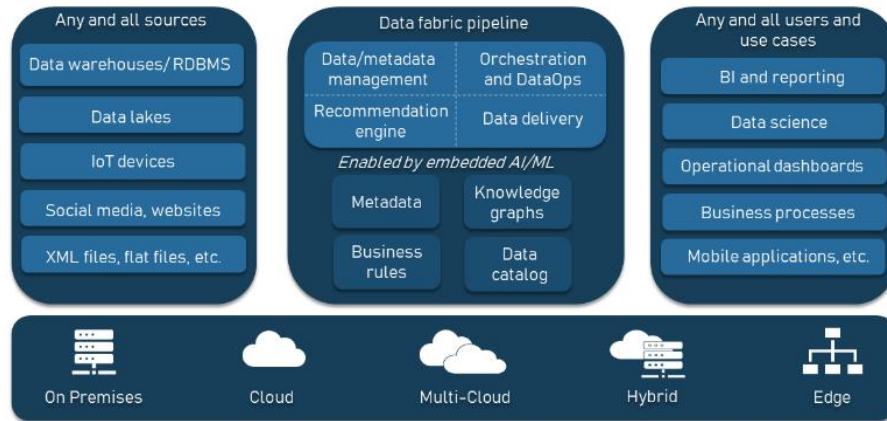 Any and all sources
Data warehouses/ RDBMS
Data lakes
IoT devices
Social media, websites
XML files, flat files, etc.
Data fabric pipeline
Data/metadata
management
Orchestration
and DataOps
Recommendation
engine
Data delivery
Enabled by embedded AI/ML
Metadata
Knowledge
graphs
Business
rules
Data
catalog
Any and all users and
use cases
BI and reporting
Data science
Operational dashboards
Business processes
Mobile applications, etc.
On Premises
Cloud
Multi-Cloud
Hybrid
Edge